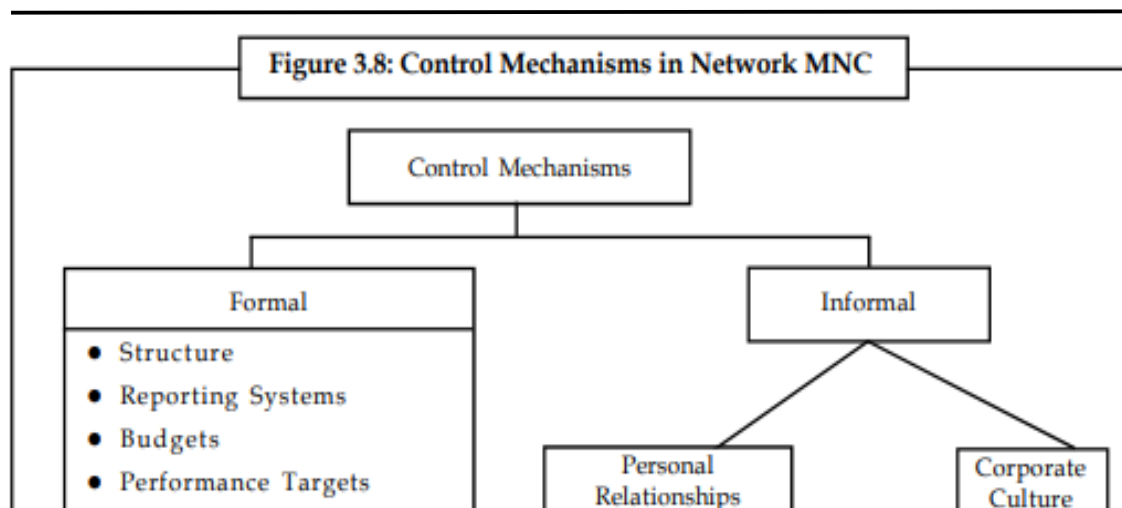 Figure 3.8: Control Mechanisms in Network MNC
Control Mechanisms
Formal
● Structure
● Reporting Systems
● Budgets
● Performance Targets
Informal
Personal
Relationships
Corporate
Culture